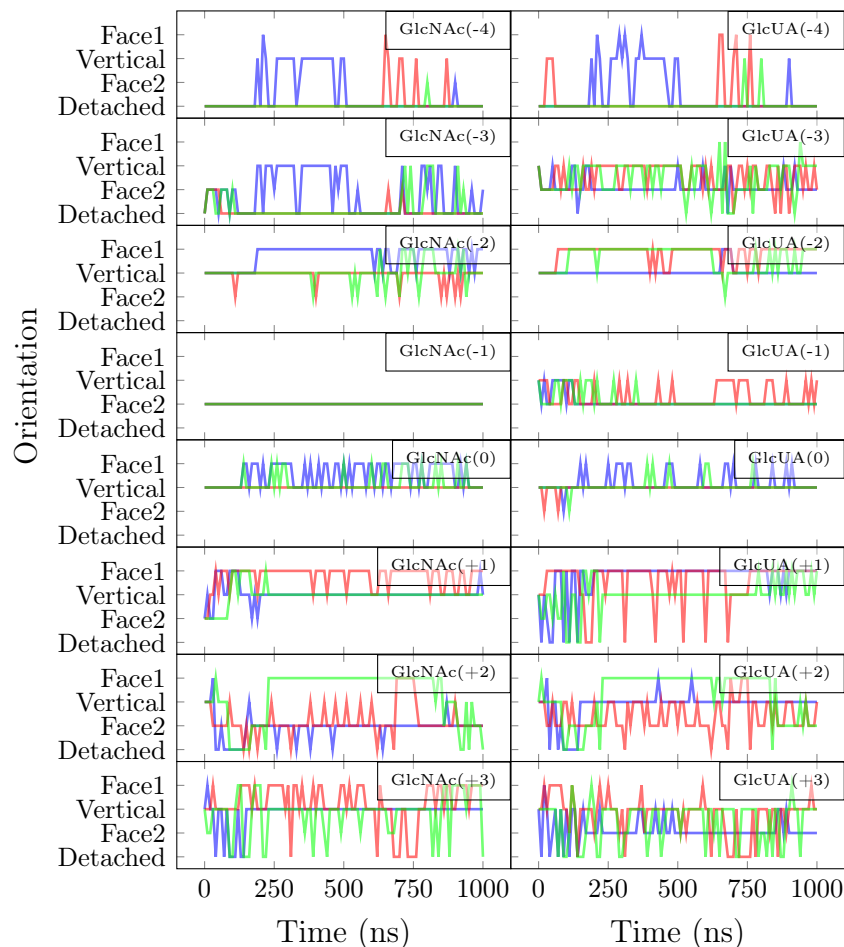 GlcNAc(-4) GlcUA(-4)
Face1
Vertical
Face2
Detached
GlcNAc(-3) GlcUA(-3)
Face1
Vertical
Face2
Detached
GlcNAc(-2) GlcUA(-2)
Face1
Vertical
Face2
Detached
GlcNAc(-1) GlcUA(-1)
Face1
Vertical
Face2
Detached
GlcNAc(0) GlcUA(0)
Face1
Vertical
Face2
Detached
GlcNAc(+1) GlcUA(+1)
Face1
Vertical
Face2
Detached
GlcNAc(+2) GlcUA(+2)
Face1
Vertical
Face2
Detached
GlcNAc(+3) GlcUA(+3)
Face1
Vertical
Face2
Detached
Orientation
0 250 500 750 1000 0 250 500 750 1000
Time (ns) Time (ns)